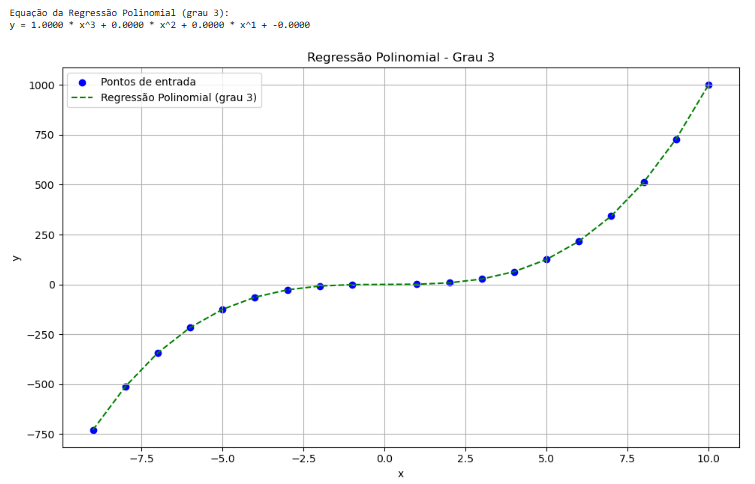 Equação da Regressão Polinomial (grau 3):
y = 1.0000 * x^3 + 0.0000 * x^2 + 0.0000 * x^1 + -0.0000
Regressão Polinomial - Grau 3
Pontos de entrada
Regressão Polinomial (grau 3)
1000
750
500
250
0
−250
−500
−750
y
−7.5 −5.0 −2.5 0.0 2.5 5.0 7.5 10.0
x